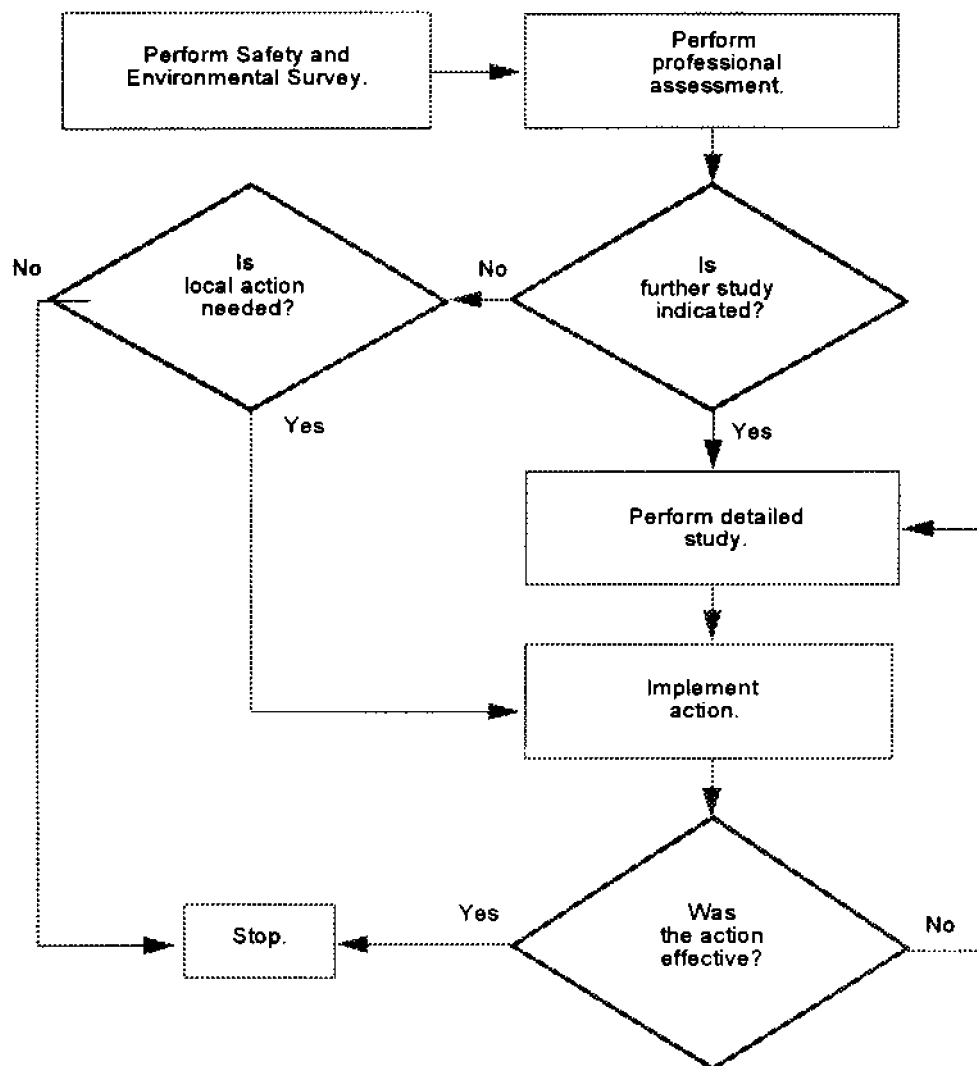 Perform Safety and
Environmental Survey.
Perform
professional
assessment.
No
Is
local action
needed?
No
Is
further study
indicated?
Yes
Yes
Perform detailed
study.
Implement
action.
Stop.
Yes
Was
the action
effective?
No